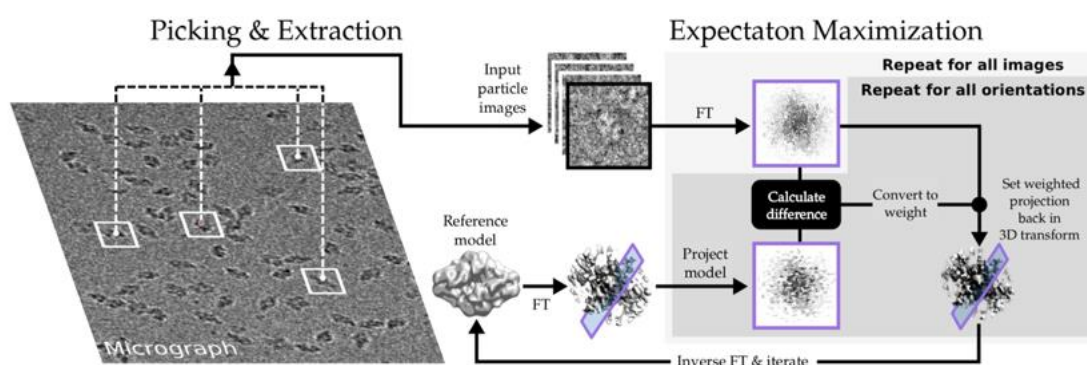 Picking & Extraction
Expectaton Maximization
Input
particle
images
FT
Repeat for all images
Repeat for all orientations
Calculate
difference
Convert to
weight
Set weighted
projection
back in
3D transform
Reference
model
FT
Project
model
Micrograph
Inverse FT & iterate